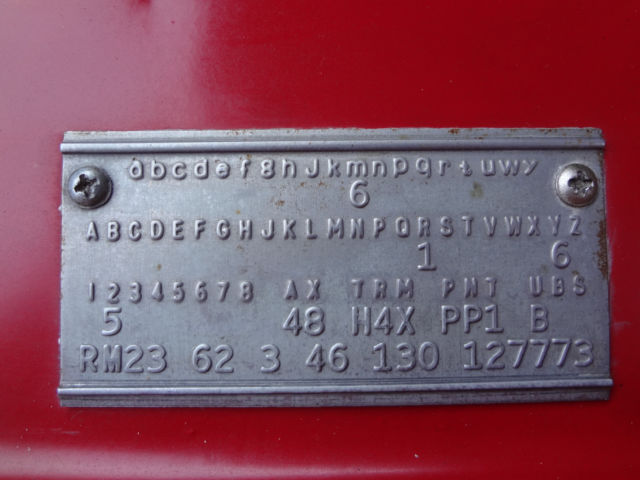 abcdef8hJkmnpqrtuwy
6
ABCDEFGHJKLMNPQRSTVWXYZ
1 6
12345678 AX TRM PNT UBS
5 48 H4X PP1 B
RM23 62 3 46 130 127773